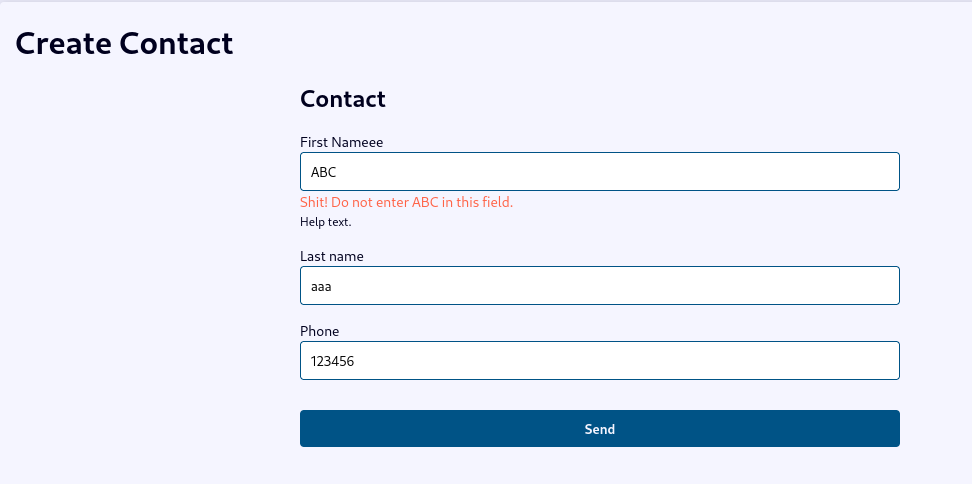 Create Contact
Contact
First Nameee
ABC
Shit! Do not enter ABC in this field.
Help text.
Last name
aaa
Phone
123456
Send